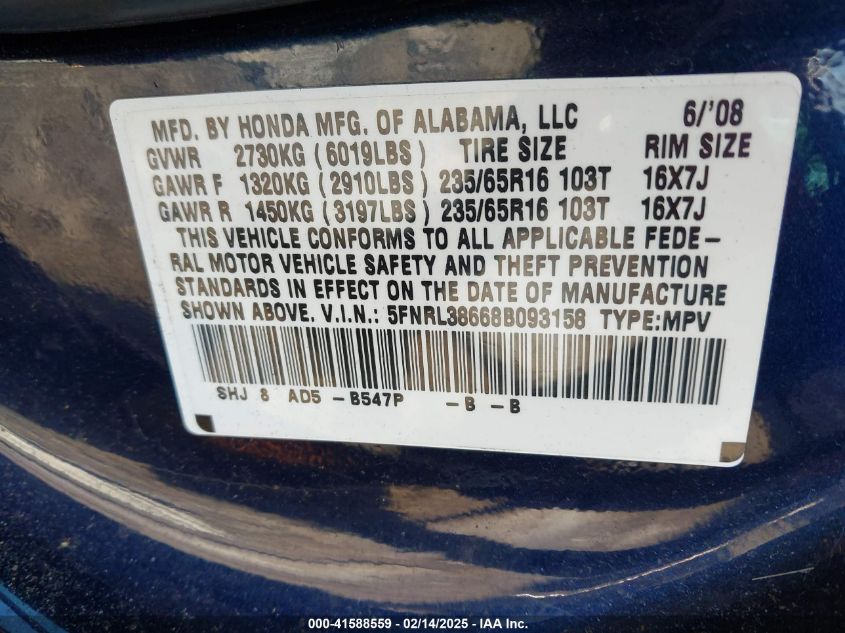 MFD. BY HONDA MFG. OF ALABAMA, LLC 6/'08
GVWR 2730KG (6019LBS) TIRE SIZE RIM SIZE
GAWR F 1320KG (2910LBS) 235/65R16 103T 16X7J
GAWR R 1450KG (3197LBS) 235/65R16 103T 16X7J
THIS VEHICLE CONFORMS TO ALL APPLICABLE FEDE-
RAL MOTOR VEHICLE SAFETY AND THEFT PREVENTION
STANDARDS IN EFFECT ON THE DATE OF MANUFACTURE
SHOWN ABOVE. V.I.N.: 5FNRL38668B093158 TYPE:MPV
SHJ 8 AD5 -B547P -B -B
000-41588559 - 02/14/2025 - IAAI.com